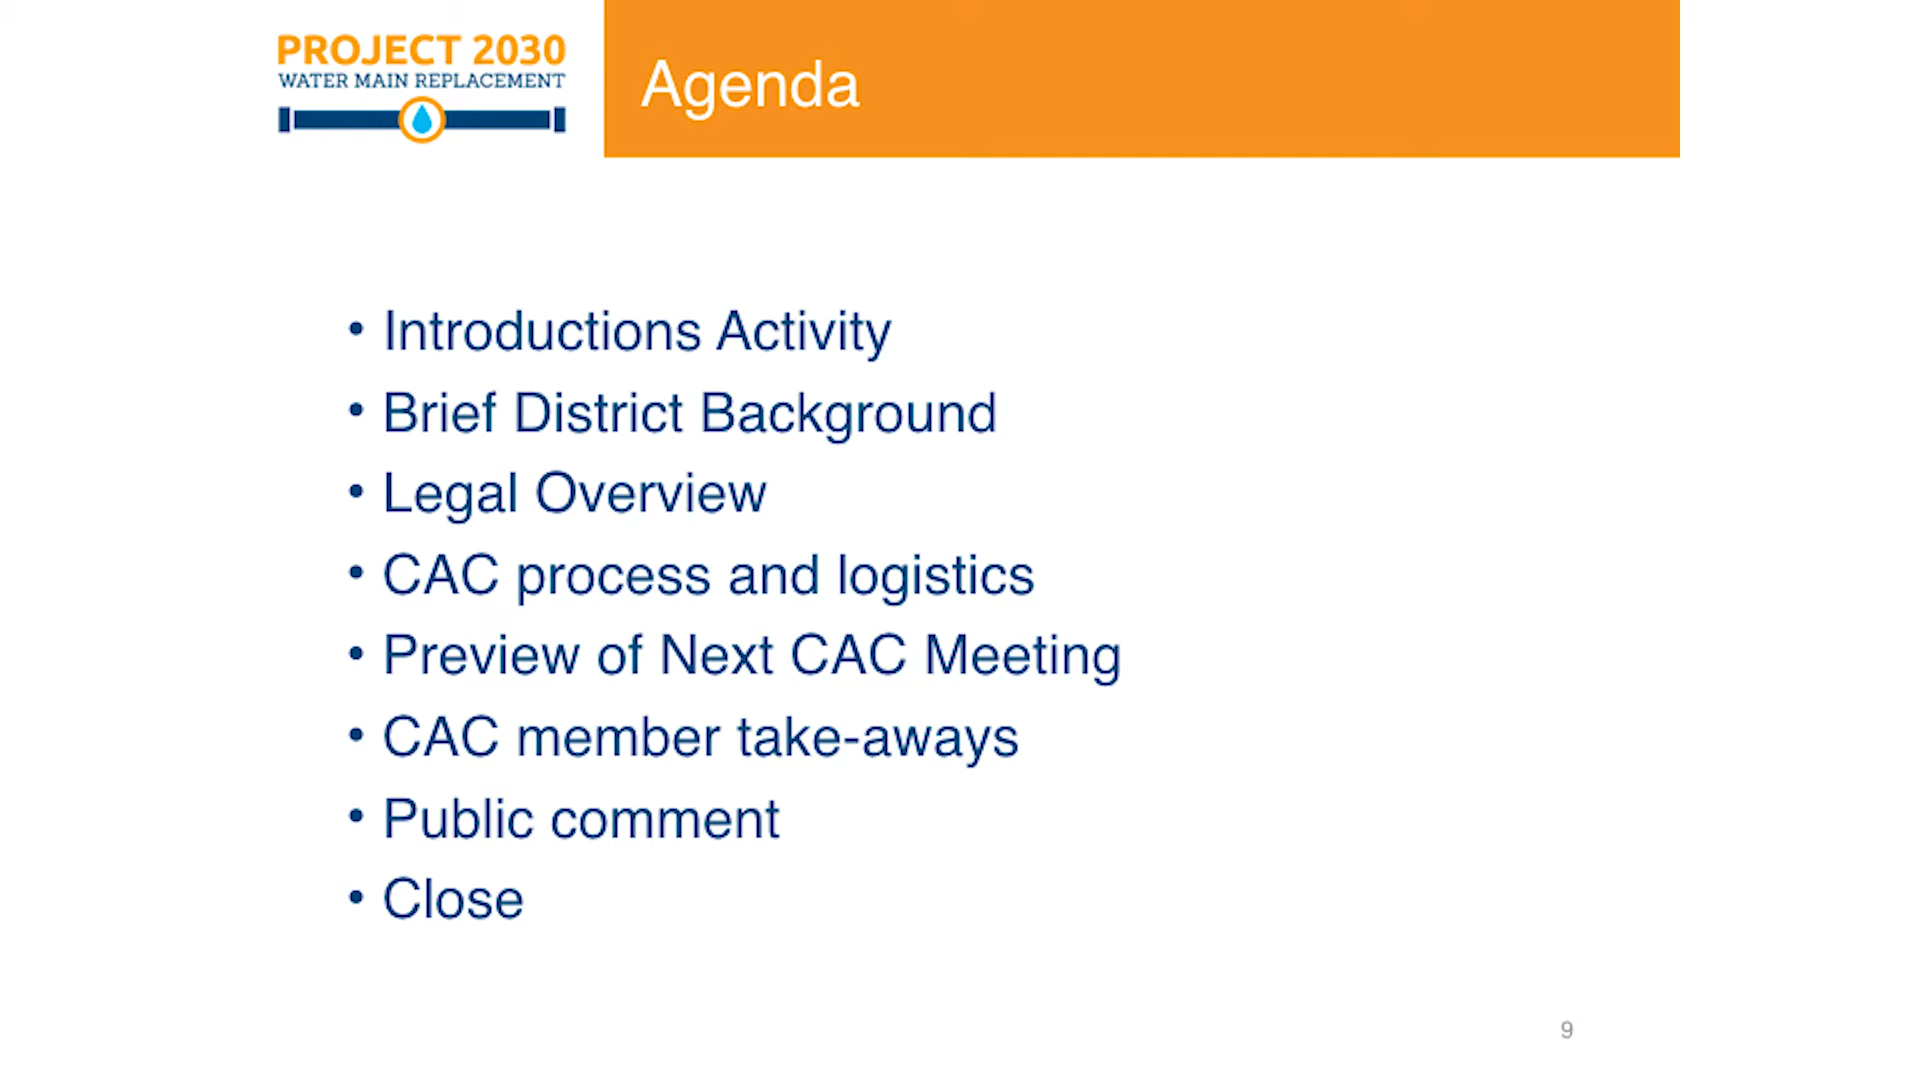 PROJECT 2030
WATER MAIN REPLACEMENT
Agenda
• Introductions Activity
• Brief District Background
• Legal Overview
• CAC process and logistics
• Preview of Next CAC Meeting
• CAC member take-aways
• Public comment
• Close
9